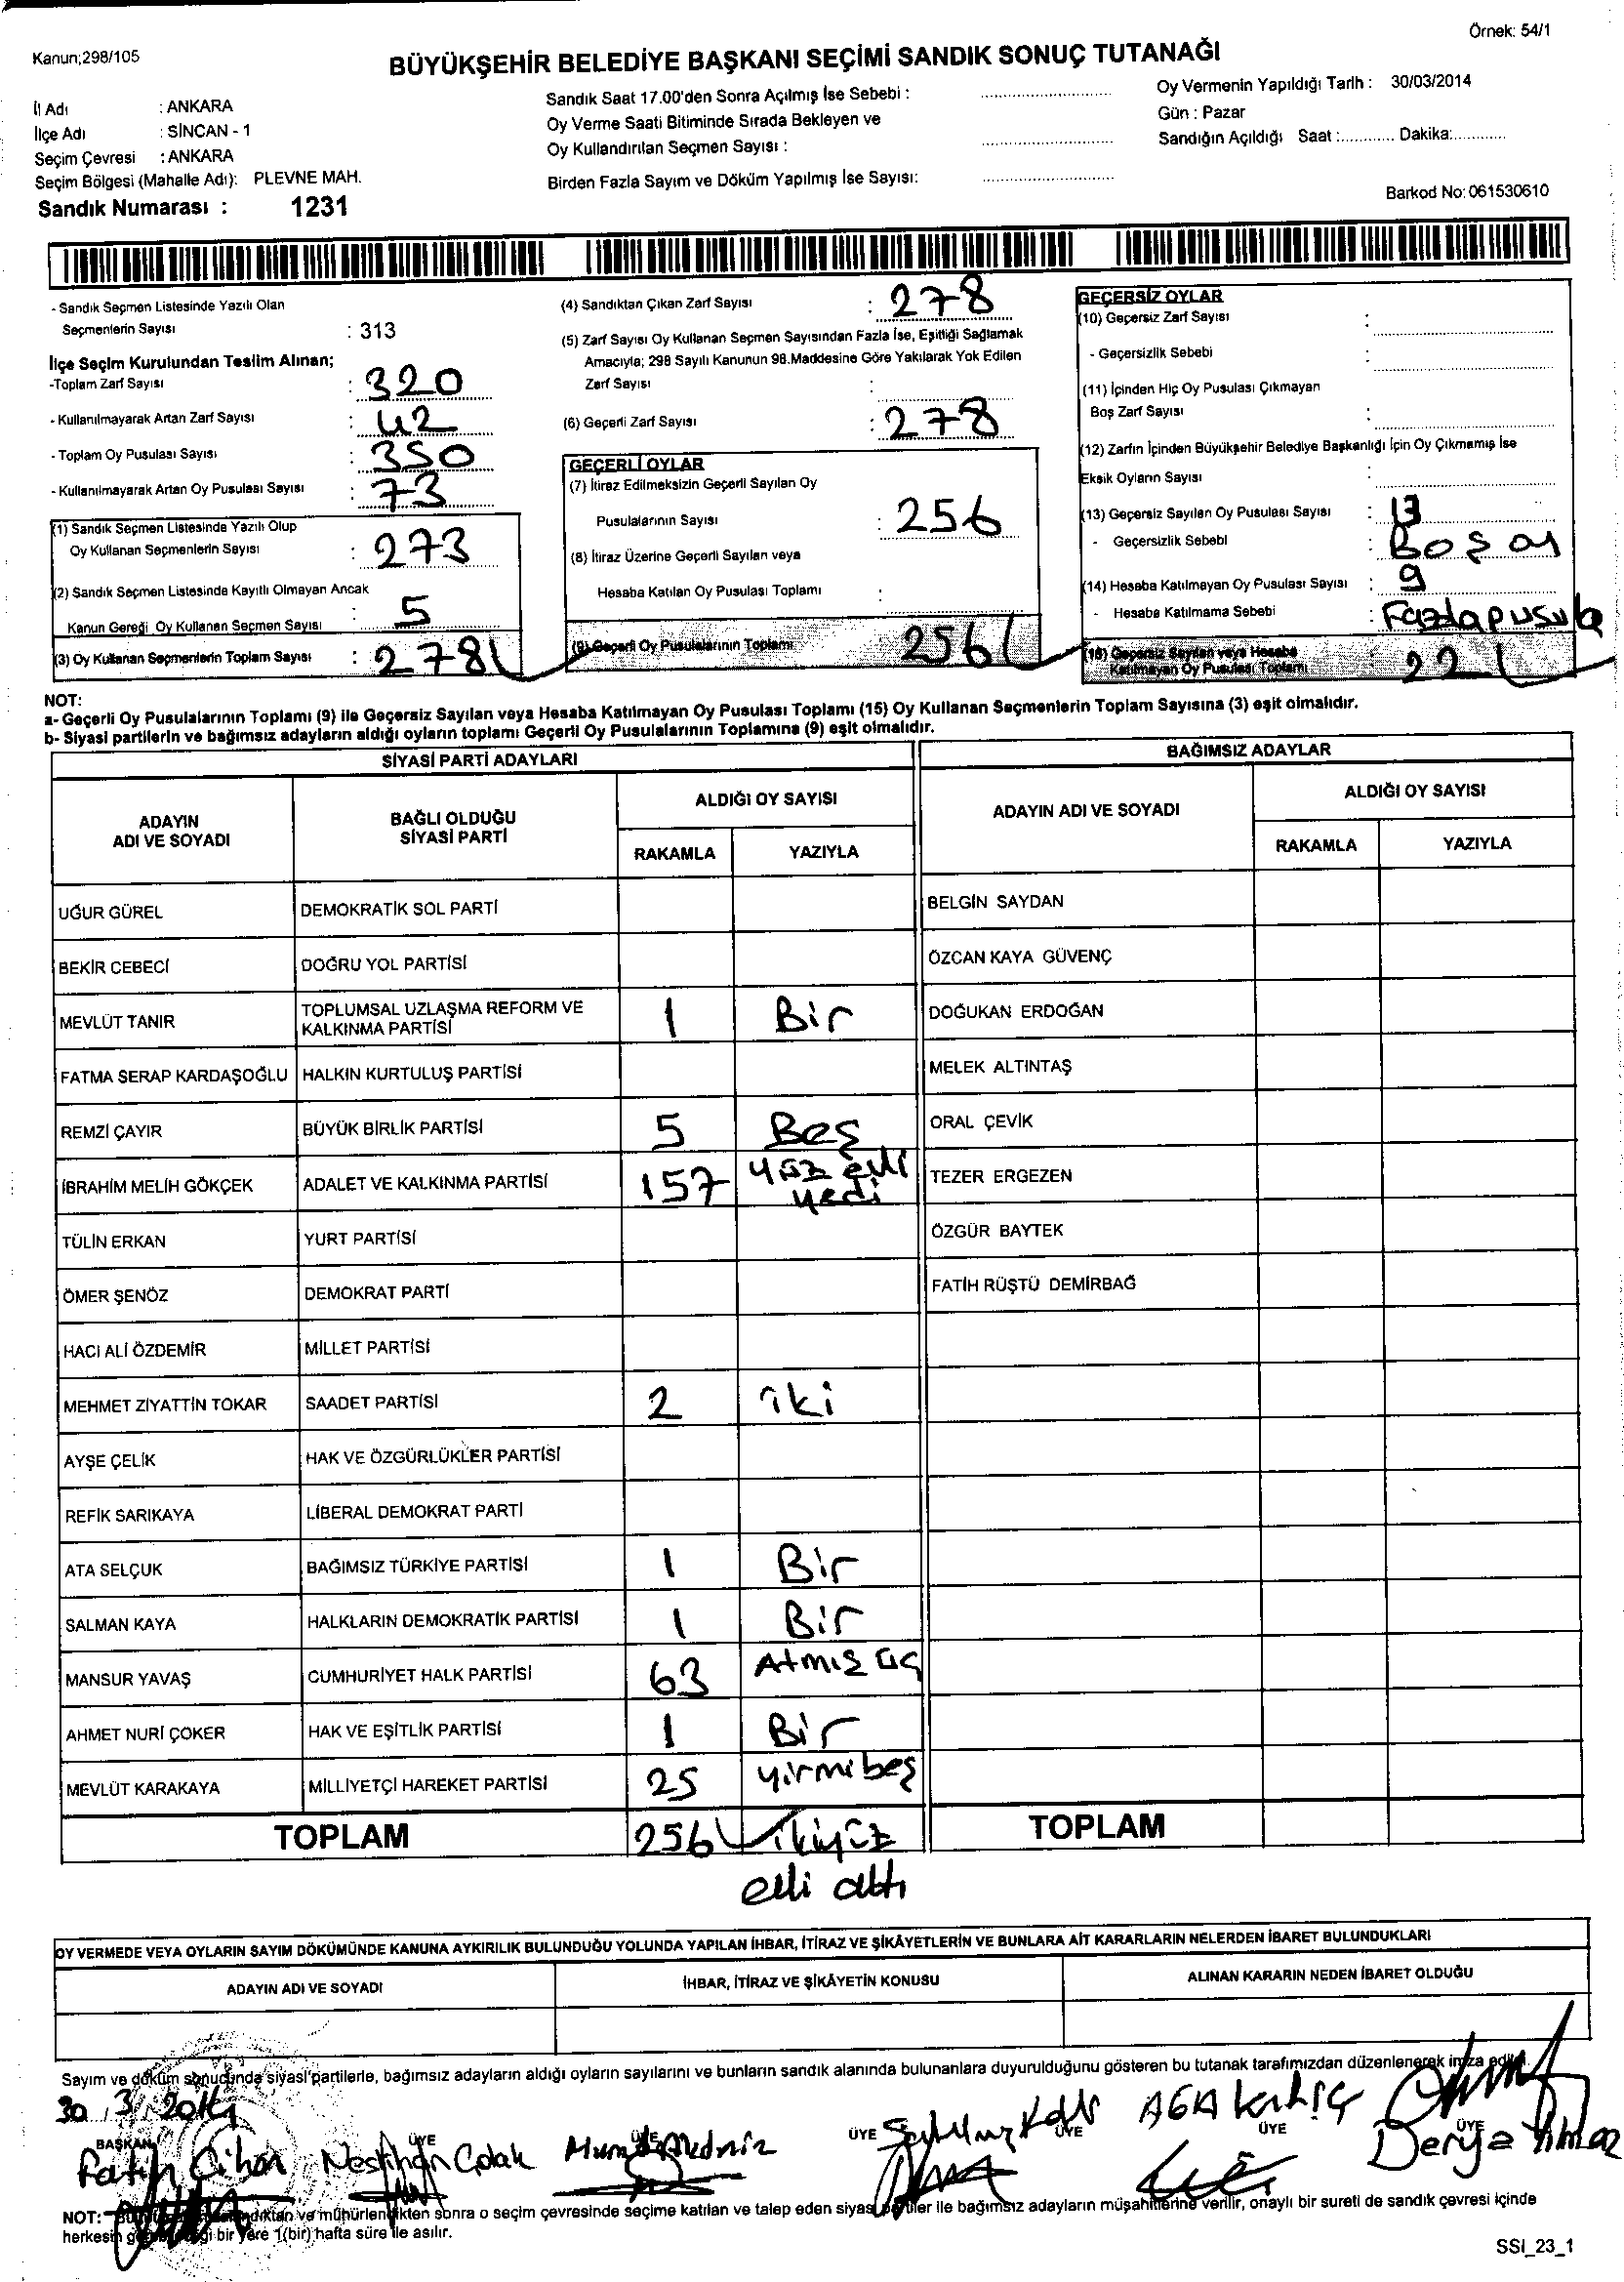 Örnek: 54/1
Kanun;298/105
BÜYÜKŞEHİR BELEDİYE BAŞKANI SEÇİMİ SANDIK SONUÇ TUTANAĞI
İl Adı : ANKARA
İlçe Adı : SİNCAN - 1
Seçim Çevresi : ANKARA
Seçim Bölgesi (Mahalle Adı): PLEVNE MAH.
Sandık Numarası : 1231
Sandık Saat 17.00'den Sonra Açılmış İse Sebebi :
Oy Verme Saati Bitiminde Sırada Bekleyen ve
Oy Kullandırılan Seçmen Sayısı :
Birden Fazla Sayım ve Döküm Yapılmış İse Sayısı:
Oy Vermenin Yapıldığı Tarih : 30/03/2014
Gün : Pazar
Sandığın Açıldığı Saat :............ Dakika:............
Barkod No: 061530610
- Sandık Seçmen Listesinde Yazılı Olan
Seçmenlerin Sayısı : 313
İlçe Seçim Kurulundan Teslim Alınan;
-Toplam Zarf Sayısı : 320
- Kullanılmayarak Artan Zarf Sayısı : 42
- Toplam Oy Pusulası Sayısı : 350
- Kullanılmayarak Artan Oy Pusulası Sayısı : 73
(1) Sandık Seçmen Listesinde Yazılı Olup
Oy Kullanan Seçmenlerin Sayısı : 273
(2) Sandık Seçmen Listesinde Kayıtlı Olmayan Ancak
Kanun Gereği Oy Kullanan Seçmen Sayısı : 5
(3) Oy Kullanan Seçmenlerin Toplam Sayısı : 278
(4) Sandıktan Çıkan Zarf Sayısı : 278
(5) Zarf Sayısı Oy Kullanan Seçmen Sayısından Fazla İse, Eşitliği Sağlamak
Amacıyla; 298 Sayılı Kanunun 98.Maddesine Göre Yakılarak Yok Edilen
Zarf Sayısı :
(6) Geçerli Zarf Sayısı : 278
GEÇERLİ OYLAR
(7) İtiraz Edilmeksizin Geçerli Sayılan Oy
Pusulalarının Sayısı : 256
(8) İtiraz Üzerine Geçerli Sayılan veya
Hesaba Katılan Oy Pusulası Toplamı :
(9) Geçerli Oy Pusulalarının Toplamı 256
GEÇERSİZ OYLAR
(10) Geçersiz Zarf Sayısı :
- Geçersizlik Sebebi :
(11) İçinden Hiç Oy Pusulası Çıkmayan
Boş Zarf Sayısı :
(12) Zarfın İçinden Büyükşehir Belediye Başkanlığı İçin Oy Çıkmamış İse
Eksik Oyların Sayısı :
(13) Geçersiz Sayılan Oy Pusulası Sayısı : 13
- Geçersizlik Sebebi : Boş oy
(14) Hesaba Katılmayan Oy Pusulası Sayısı : 9
- Hesaba Katılmama Sebebi : Fazla pusula
(15) Geçersiz Sayılan veya Hesaba
Katılmayan Oy Pusulası Toplamı 22
NOT:
a- Geçerli Oy Pusulalarının Toplamı (9) ile Geçersiz Sayılan veya Hesaba Katılmayan Oy Pusulası Toplamı (15) Oy Kullanan Seçmenlerin Toplam Sayısına (3) eşit olmalıdır.
b- Siyasi partilerin ve bağımsız adayların aldığı oyların toplamı Geçerli Oy Pusulalarının Toplamına (9) eşit olmalıdır.
SİYASİ PARTİ ADAYLARI
ADAYIN ADI VE SOYADI BAĞLI OLDUĞU SİYASİ PARTİ ALDIĞI OY SAYISI
RAKAMLA YAZIYLA
UĞUR GÜREL DEMOKRATİK SOL PARTİ
BEKİR CEBECİ DOĞRU YOL PARTİSİ
MEVLÜT TANIR TOPLUMSAL UZLAŞMA REFORM VE KALKINMA PARTİSİ 1 Bir
FATMA SERAP KARDAŞOĞLU HALKIN KURTULUŞ PARTİSİ
REMZİ ÇAYIR BÜYÜK BİRLİK PARTİSİ 5 Beş
İBRAHİM MELİH GÖKÇEK ADALET VE KALKINMA PARTİSİ 157 yüz elli yedi
TÜLİN ERKAN YURT PARTİSİ
ÖMER ŞENÖZ DEMOKRAT PARTİ
HACI ALİ ÖZDEMİR MİLLET PARTİSİ
MEHMET ZİYATTİN TOKAR SAADET PARTİSİ 2 iki
AYŞE ÇELİK HAK VE ÖZGÜRLÜKLER PARTİSİ
REFİK SARIKAYA LİBERAL DEMOKRAT PARTİ
ATA SELÇUK BAĞIMSIZ TÜRKİYE PARTİSİ 1 Bir
SALMAN KAYA HALKLARIN DEMOKRATİK PARTİSİ 1 Bir
MANSUR YAVAŞ CUMHURİYET HALK PARTİSİ 63 Atmış üç
AHMET NURİ ÇOKER HAK VE EŞİTLİK PARTİSİ 1 Bir
MEVLÜT KARAKAYA MİLLİYETÇİ HAREKET PARTİSİ 25 yirmi beş
TOPLAM 256 ikiyüz
elli altı
BAĞIMSIZ ADAYLAR
ADAYIN ADI VE SOYADI ALDIĞI OY SAYISI
RAKAMLA YAZIYLA
BELGİN SAYDAN
ÖZCAN KAYA GÜVENÇ
DOĞUKAN ERDOĞAN
MELEK ALTINTAŞ
ORAL ÇEVİK
TEZER ERGEZEN
ÖZGÜR BAYTEK
FATİH RÜŞTÜ DEMİRBAĞ
TOPLAM
OY VERMEDE VEYA OYLARIN SAYIM DÖKÜMÜNDE KANUNA AYKIRILIK BULUNDUĞU YOLUNDA YAPILAN İHBAR, İTİRAZ VE ŞİKÂYETLERİN VE BUNLARA AİT KARARLARIN NELERDEN İBARET BULUNDUKLARI
ADAYIN ADI VE SOYADI İHBAR, İTİRAZ VE ŞİKÂYETİN KONUSU ALINAN KARARIN NEDEN İBARET OLDUĞU
Sayım ve döküm sonucunda siyasi partilerle, bağımsız adayların aldığı oyların sayılarını ve bunların sandık alanında bulunanlara duyurulduğunu gösteren bu tutanak tarafımızdan düzenlenerek imza edildi.
30.3.2014
BAŞKAN ÜYE ÜYE ÜYE ÜYE ÜYE ÜYE
Fatih Cihan Neslihan Çolak Murat Derya Yılmaz
NOT: ve mühürlendikten sonra o seçim çevresinde seçime katılan ve talep eden siyasi partiler ile bağımsız adayların müşahitlerine verilir, onaylı bir sureti de sandık çevresi içinde
herkesin bir yere 1(bir) hafta süre ile asılır.
SSI_23_1